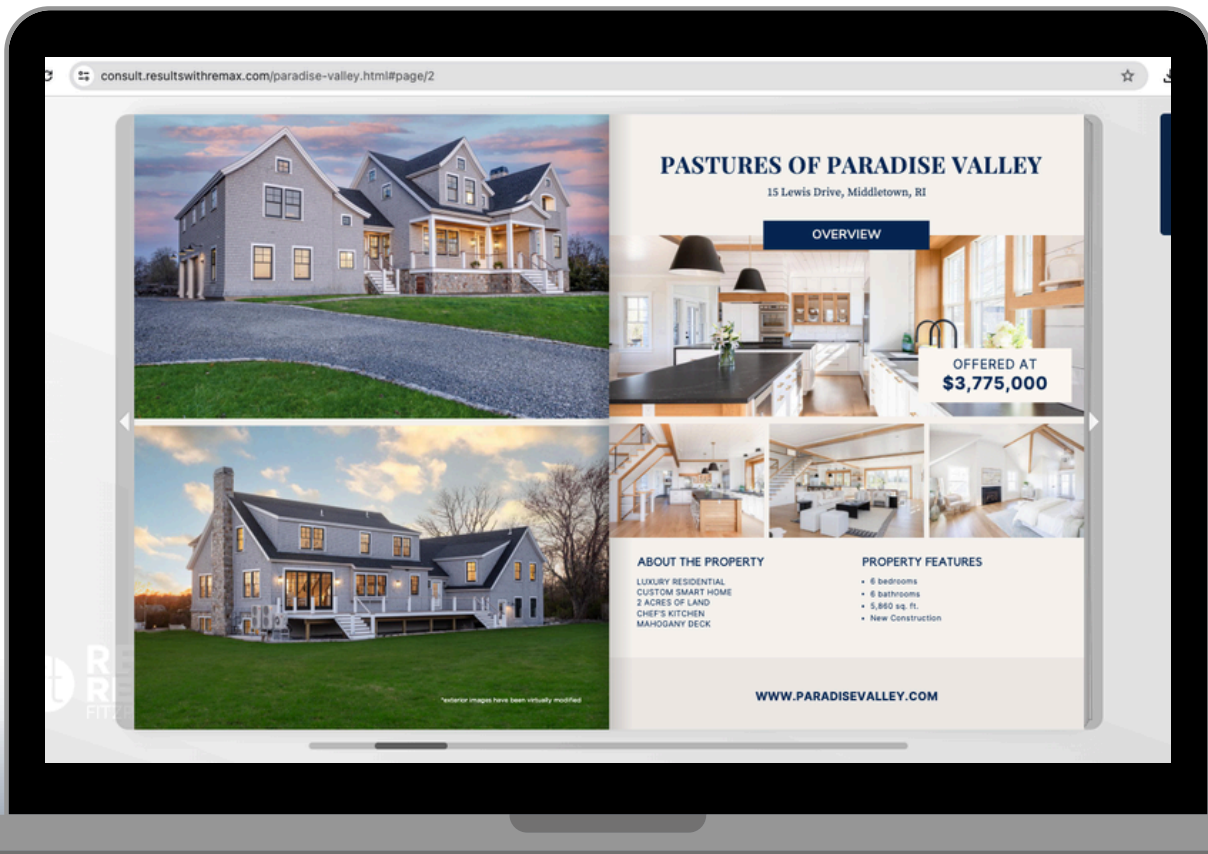 consult.resultswithremax.com/paradise-valley.html#page/2
PASTURES OF PARADISE VALLEY
15 Lewis Drive, Middletown, RI
OVERVIEW
OFFERED AT
$3,775,000
ABOUT THE PROPERTY
LUXURY RESIDENTIAL
CUSTOM SMART HOME
2 ACRES OF LAND
CHEF'S KITCHEN
MAHOGANY DECK
PROPERTY FEATURES
• 6 bedrooms
• 6 bathrooms
• 5,860 sq. ft.
• New Construction
*exterior images have been virtually modified
WWW.PARADISEVALLEY.COM